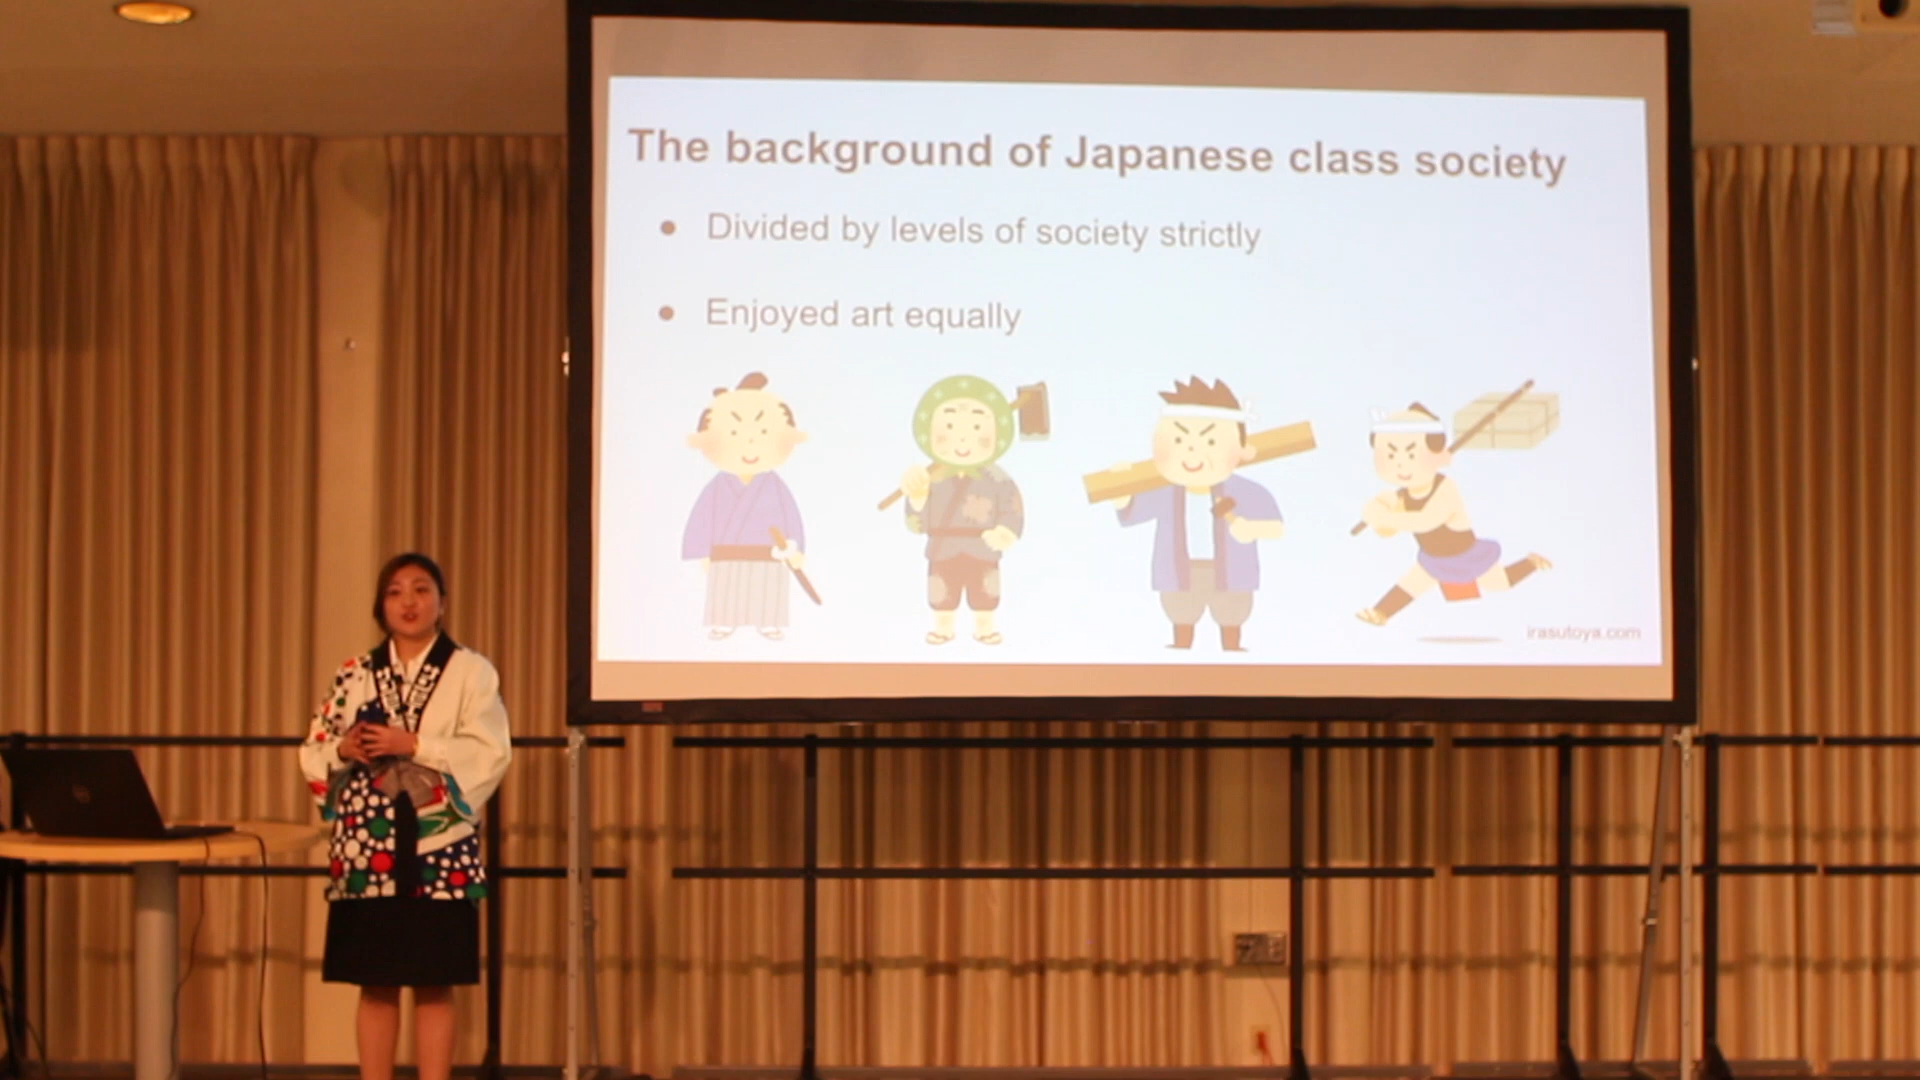 The background of Japanese class society
● Divided by levels of society strictly
● Enjoyed art equally
irasutoya.com